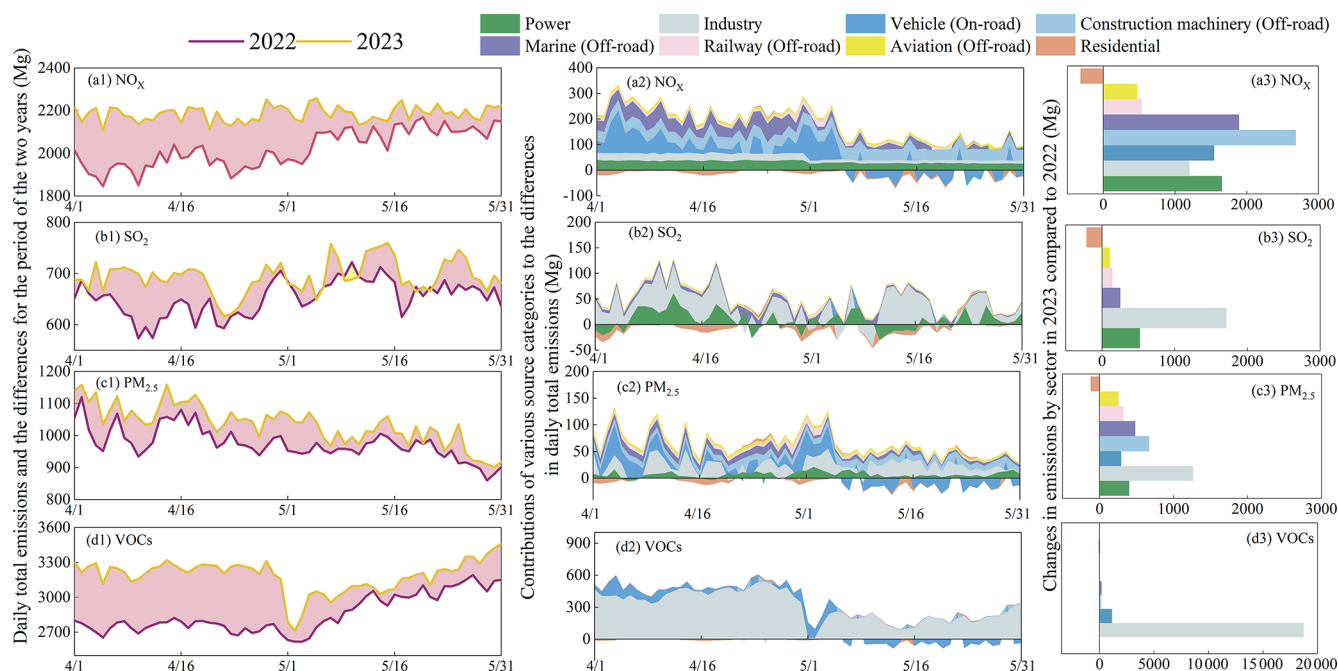 2022 2023
Power Industry Vehicle (On-road) Construction machinery (Off-road)
Marine (Off-road) Railway (Off-road) Aviation (Off-road) Residential
Daily total emissions and the differences for the period of the two years (Mg)
(a1) NOX
2400
2200
2000
1800
4/1 4/16 5/1 5/16 5/31
(b1) SO2
800
700
600
4/1 4/16 5/1 5/16 5/31
(c1) PM2.5
1200
1100
1000
900
800
4/1 4/16 5/1 5/16 5/31
(d1) VOCs
3600
3300
3000
2700
4/1 4/16 5/1 5/16 5/31
Contributions of various source categories to the differences
in daily total emissions (Mg)
(a2) NOX
400
300
200
100
0
-100
4/1 4/16 5/1 5/16 5/31
(b2) SO2
200
150
100
50
0
-50
4/1 4/16 5/1 5/16 5/31
(c2) PM2.5
200
150
100
50
0
4/1 4/16 5/1 5/16 5/31
(d2) VOCs
900
600
300
0
4/1 4/16 5/1 5/16 5/31
Changes in emissions by sector in 2023 compared to 2022 (Mg)
(a3) NOX
0 1000 2000 3000
(b3) SO2
0 1000 2000 3000
(c3) PM2.5
0 1000 2000 3000
(d3) VOCs
0 5000 10000 15000 20000